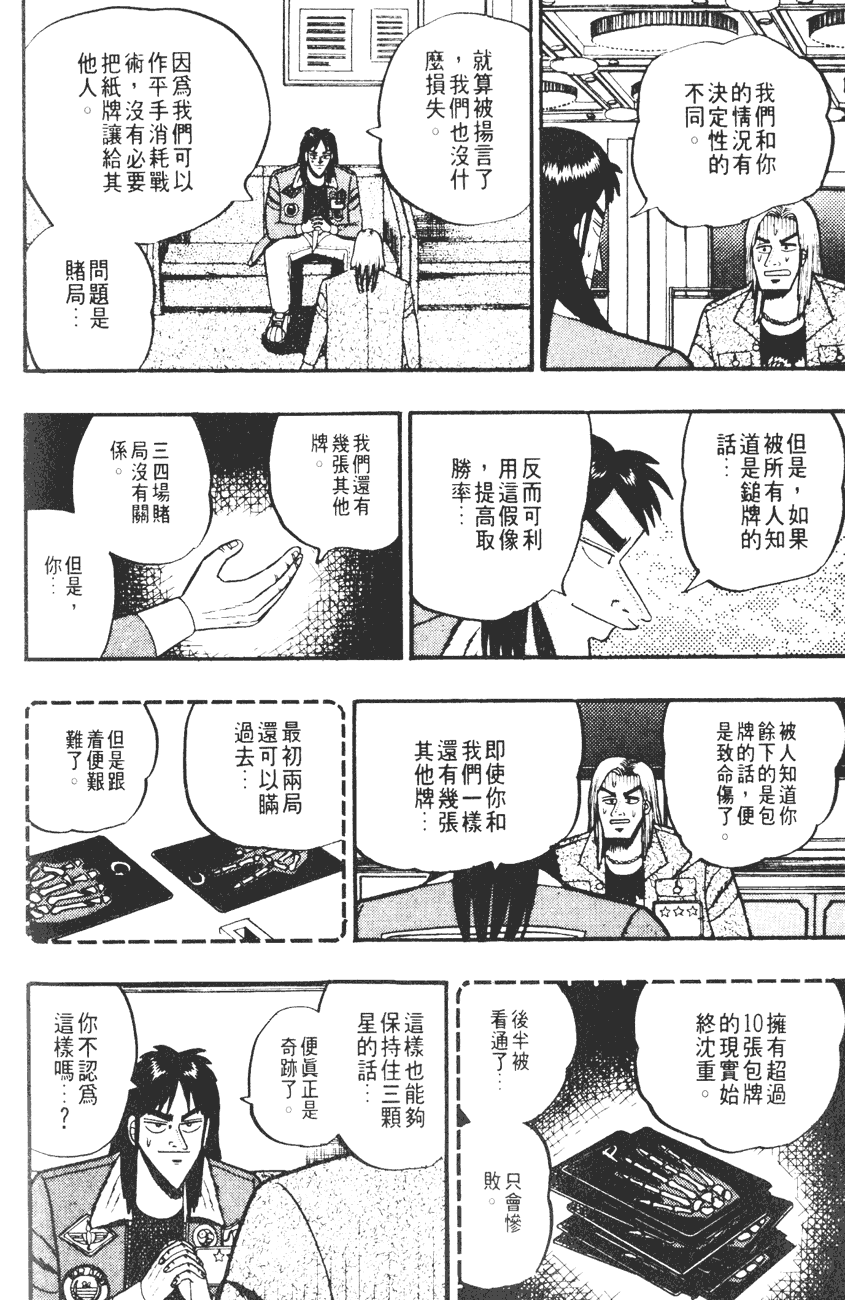 我們和你
的情況有
決定性的
不同。
就算被揚言了
，我們也沒什
麼損失。
因為我們可以
作平手消耗戰
術，沒有必要
把紙牌讓給其
他人。
問題是
賭局…
但是，如果
被所有人知
道是鎚牌的
話…
反而可利
用這假像
，提高取
勝率…
我們還有
幾張其他
牌。
三四場賭
局沒有關
係。
但是，
你…
被人知道你
餘下的是包
牌的話，便
是致命傷了。
即使你和
我們一樣
還有幾張
其他牌…
最初兩局
還可以瞞
過去…
但是跟
着便艱
難了。
擁有超過
10張包牌
的現實始
終沈重。
後半被
看通了…
只會慘
敗。
這樣也能夠
保持住三顆
星的話…
便眞正是
奇跡了。
你不認為
這樣嗎…?